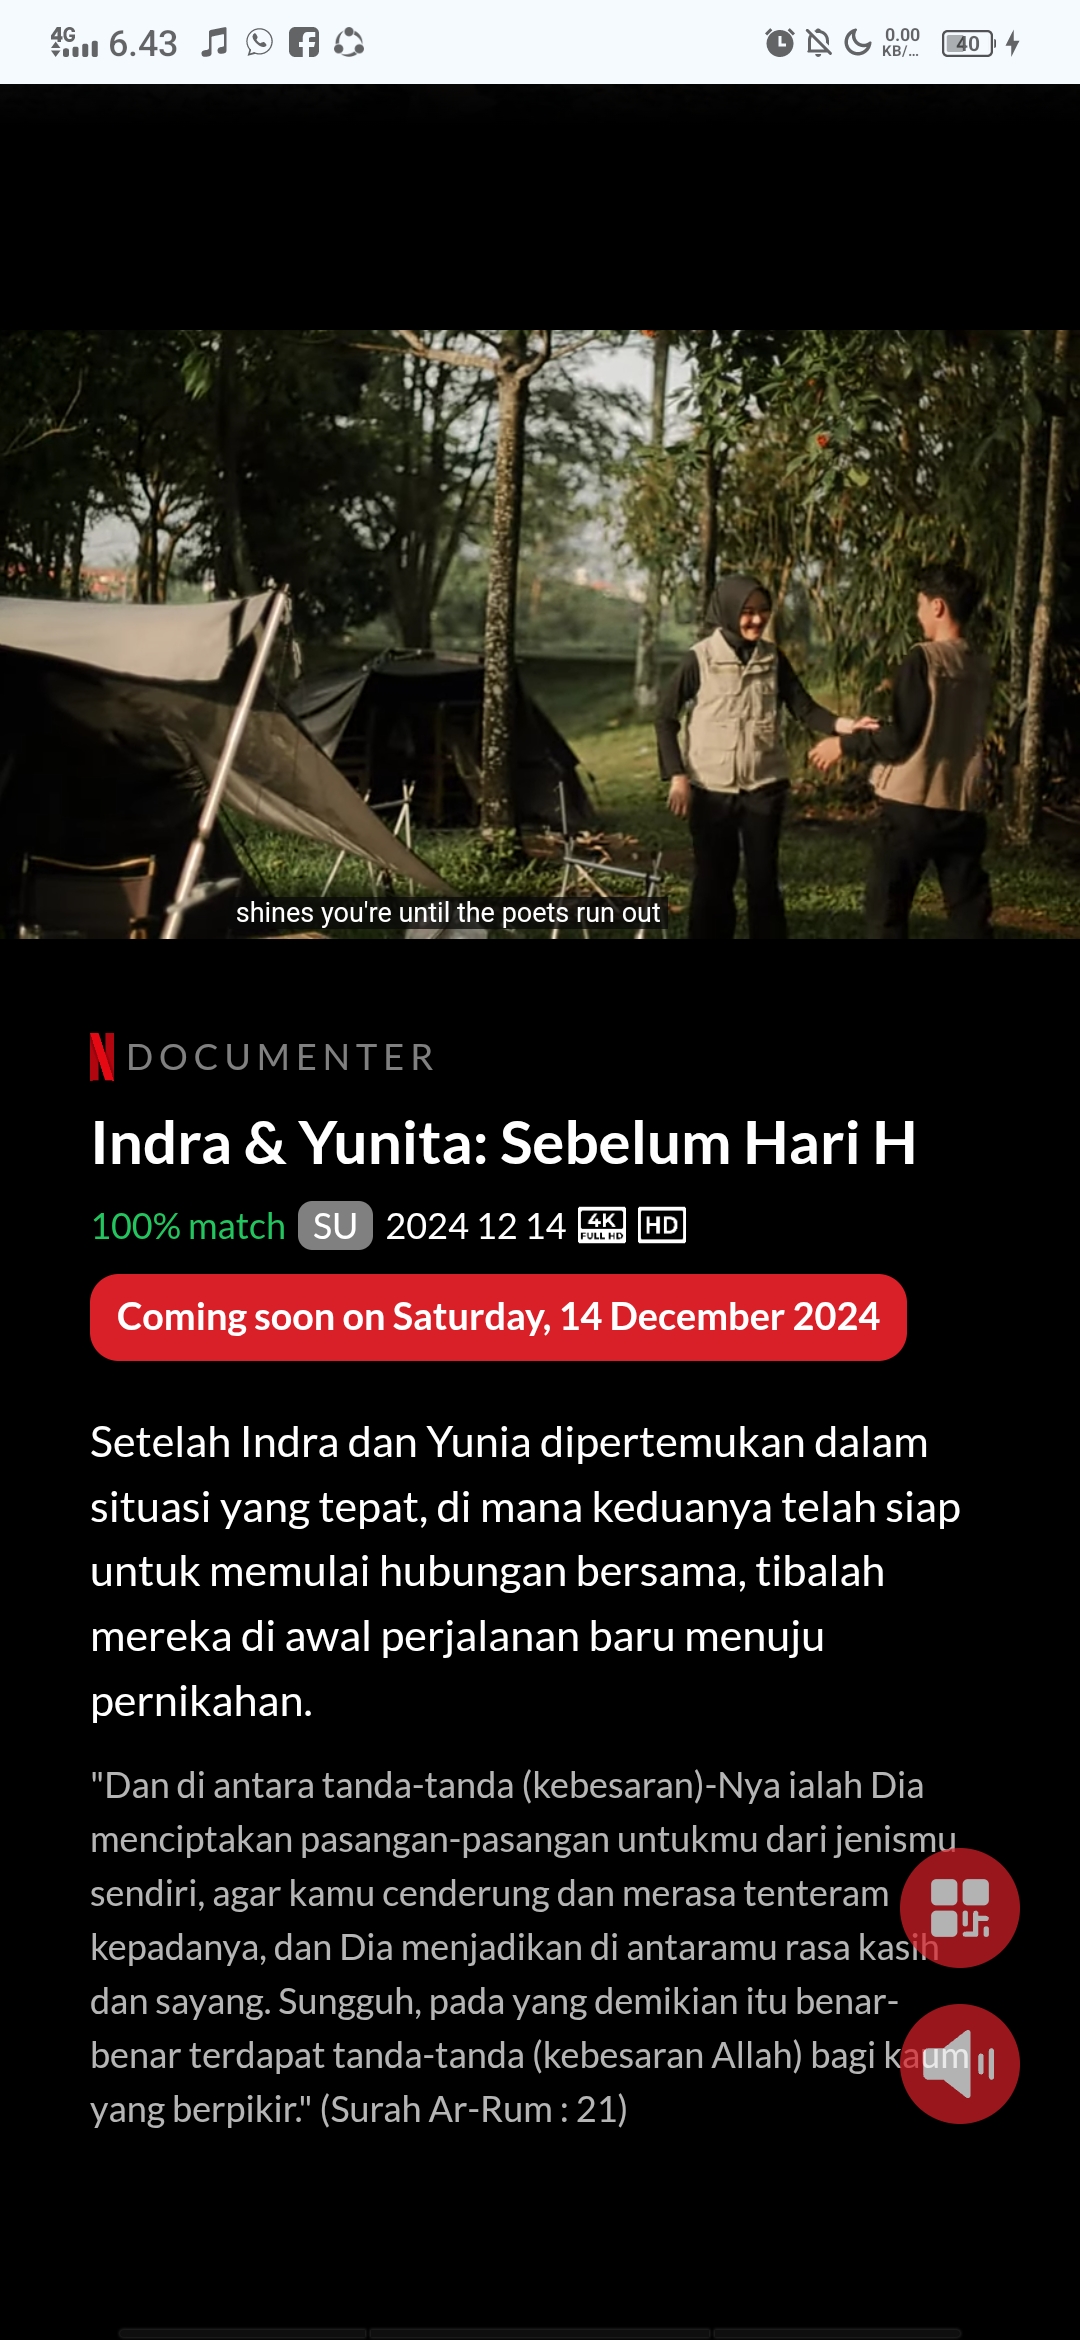 4G 6.43 0.00 KB/... 40
shines you're until the poets run out
N DOCUMENTER
Indra & Yunita: Sebelum Hari H
100% match SU 2024 12 14 4K FULL HD HD
Coming soon on Saturday, 14 December 2024
Setelah Indra dan Yunia dipertemukan dalam
situasi yang tepat, di mana keduanya telah siap
untuk memulai hubungan bersama, tibalah
mereka di awal perjalanan baru menuju
pernikahan.
"Dan di antara tanda-tanda (kebesaran)-Nya ialah Dia
menciptakan pasangan-pasangan untukmu dari jenismu
sendiri, agar kamu cenderung dan merasa tenteram
kepadanya, dan Dia menjadikan di antaramu rasa kasih
dan sayang. Sungguh, pada yang demikian itu benar-
benar terdapat tanda-tanda (kebesaran Allah) bagi kaum
yang berpikir." (Surah Ar-Rum : 21)